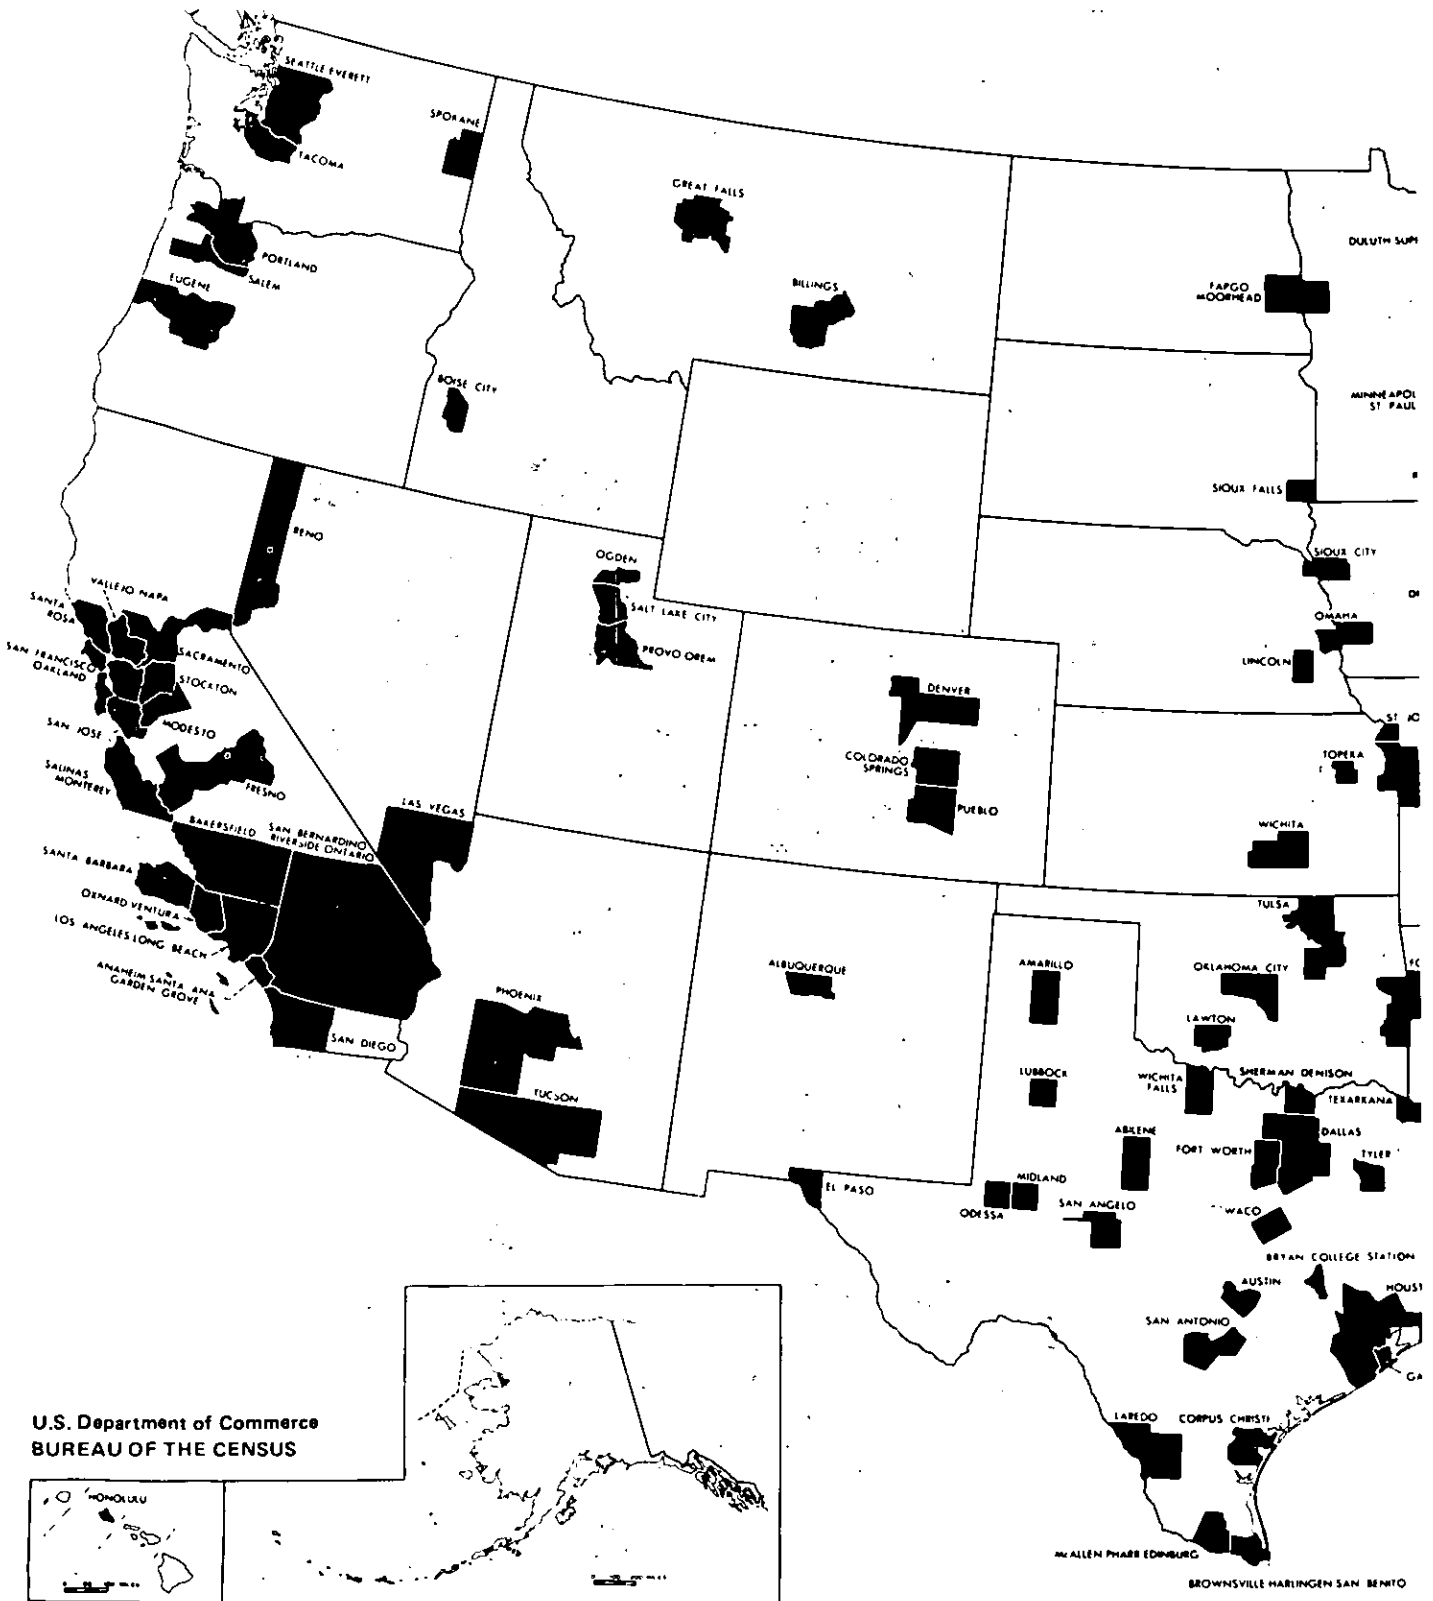 SEATTLE EVERETT
SPOKANE
TACOMA
GREAT FALLS
PORTLAND
SALEM
EUGENE
BILLINGS
DULUTH SUP
FARGO
MOORHEAD
BOISE CITY
MINNEAPOL
ST PAUL
SIOUX FALLS
RENO
OGDEN
SIOUX CITY
VALLEJO NAPA
SANTA
ROSA
SALT LAKE CITY
OMAHA
SAN FRANCISCO
OAKLAND
SACRAMENTO
PROVO OREM
LINCOLN
STOCKTON
DENVER
SAN JOSE
MODESTO
ST JO
SALINAS
MONTEREY
FRESNO
COLORADO
SPRINGS
TOPEKA
LAS VEGAS
PUEBLO
BAKERSFIELD
SAN BERNARDINO
RIVERSIDE ONTARIO
WICHITA
SANTA BARBARA
OXNARD VENTURA
TULSA
LOS ANGELES LONG BEACH
ANAHEIM SANTA ANA
GARDEN GROVE
ALBUQUERQUE
AMARILLO
OKLAHOMA CITY
FO
PHOENIX
LAWTON
SAN DIEGO
LUBBOCK
WICHITA
FALLS
SHERMAN DENISON
TEXARKANA
TUCSON
ABILENE
FORT WORTH
DALLAS
TYLER
EL PASO
MIDLAND
ODESSA
SAN ANGELO
WACO
BRYAN COLLEGE STATION
AUSTIN
HOUST
SAN ANTONIO
GA
LAREDO
CORPUS CHRISTI
U.S. Department of Commerce
BUREAU OF THE CENSUS
HONOLULU
McALLEN PHARR EDINBURG
BROWNSVILLE HARLINGEN SAN BENITO